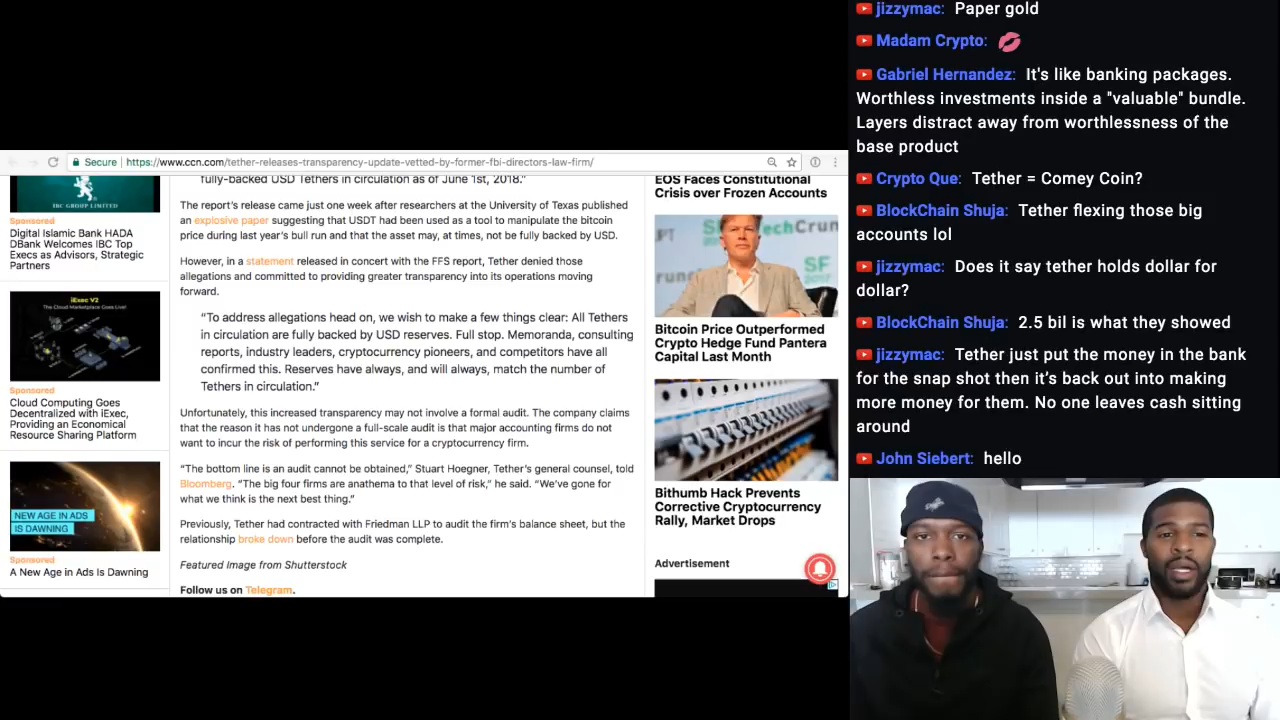 Secure
https://www.ccn.com/tether-releases-transparency-update-vetted-by-former-fbi-directors-law-firm/
IBC GROUP LIMITED
Sponsored
Digital Islamic Bank HADA
DBank Welcomes IBC Top
Execs as Advisors, Strategic
Partners
iExec V2
The Cloud Marketplace Goes Live!
Sponsored
Cloud Computing Goes
Decentralized with iExec,
Providing an Economical
Resource Sharing Platform
NEW AGE IN ADS
IS DAWNING
Sponsored
A New Age in Ads Is Dawning
fully-backed USD Tethers in circulation as of June 1st, 2018.”
The report’s release came just one week after researchers at the University of Texas published
an explosive paper suggesting that USDT had been used as a tool to manipulate the bitcoin
price during last year’s bull run and that the asset may, at times, not be fully backed by USD.
However, in a statement released in concert with the FFS report, Tether denied those
allegations and committed to providing greater transparency into its operations moving
forward.
“To address allegations head on, we wish to make a few things clear: All Tethers
in circulation are fully backed by USD reserves. Full stop. Memoranda, consulting
reports, industry leaders, cryptocurrency pioneers, and competitors have all
confirmed this. Reserves have always, and will always, match the number of
Tethers in circulation.”
Unfortunately, this increased transparency may not involve a formal audit. The company claims
that the reason it has not undergone a full-scale audit is that major accounting firms do not
want to incur the risk of performing this service for a cryptocurrency firm.
“The bottom line is an audit cannot be obtained,” Stuart Hoegner, Tether’s general counsel, told
Bloomberg. “The big four firms are anathema to that level of risk,” he said. “We’ve gone for
what we think is the next best thing.”
Previously, Tether had contracted with Friedman LLP to audit the firm’s balance sheet, but the
relationship broke down before the audit was complete.
Featured Image from Shutterstock
Follow us on Telegram.
EOS Faces Constitutional
Crisis over Frozen Accounts
Bitcoin Price Outperformed
Crypto Hedge Fund Pantera
Capital Last Month
Bithumb Hack Prevents
Corrective Cryptocurrency
Rally, Market Drops
Advertisement
jizzymac: Paper gold
Madam Crypto: 💋
Gabriel Hernandez: It's like banking packages.
Worthless investments inside a "valuable" bundle.
Layers distract away from worthlessness of the
base product
Crypto Que: Tether = Comey Coin?
BlockChain Shuja: Tether flexing those big
accounts lol
jizzymac: Does it say tether holds dollar for
dollar?
BlockChain Shuja: 2.5 bil is what they showed
jizzymac: Tether just put the money in the bank
for the snap shot then it’s back out into making
more money for them. No one leaves cash sitting
around
John Siebert: hello